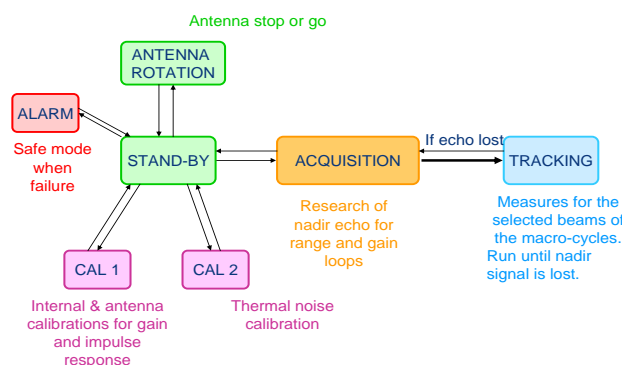 Antenna stop or go
ANTENNA
ROTATION
ALARM
Safe mode
when
failure
STAND-BY
ACQUISITION
If echo lost
TRACKING
Research of
nadir echo for
range and gain
loops
Measures for the
selected beams of
the macro-cycles.
Run until nadir
signal is lost.
CAL 1
CAL 2
Internal & antenna
calibrations for gain
and impulse
response
Thermal noise
calibration